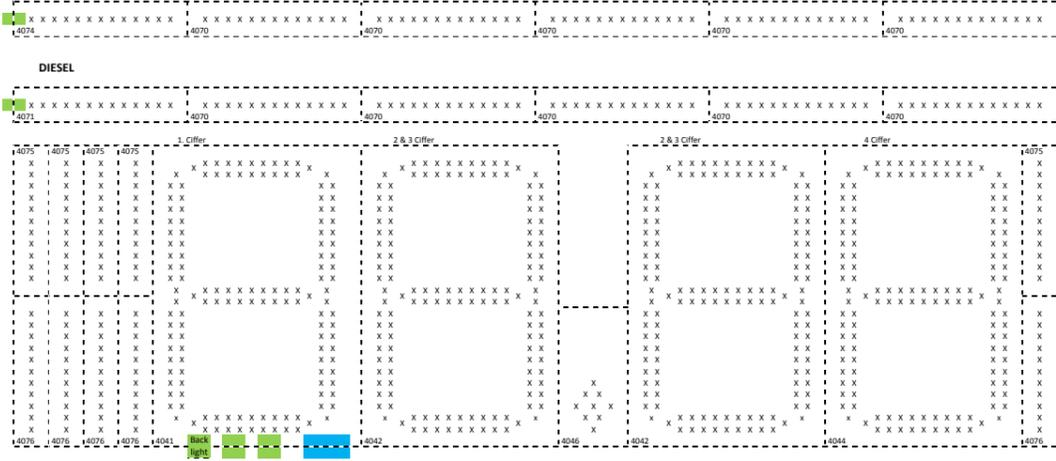 4074 4070 4070 4070 4070 4070
DIESEL
4071 4070 4070 4070 4070 4070
1. Ciffer 2 & 3 Ciffer 2 & 3 Ciffer 4 Ciffer
4075 4075 4075 4075 4075
4076 4076 4076 4076 4041 Back 4042 4046 4042 4044 4076
light